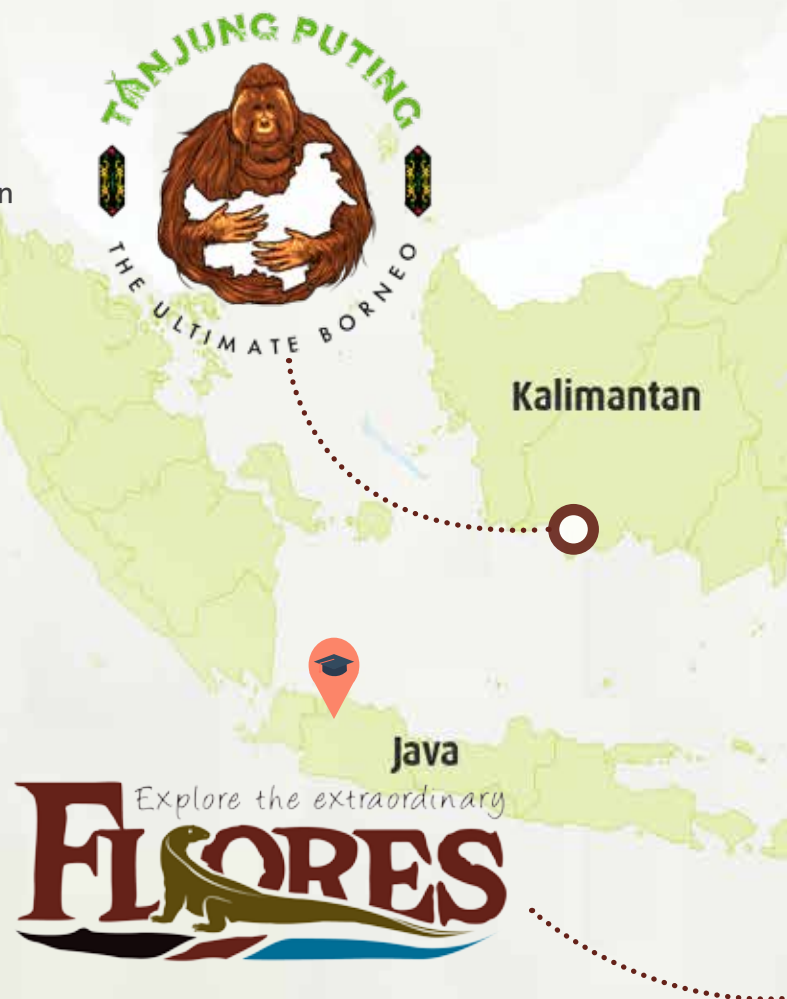 TANJUNG PUTING
n
THE ULTIMATE BORNEO
Kalimantan
Java
Explore the extraordinary
FLORES